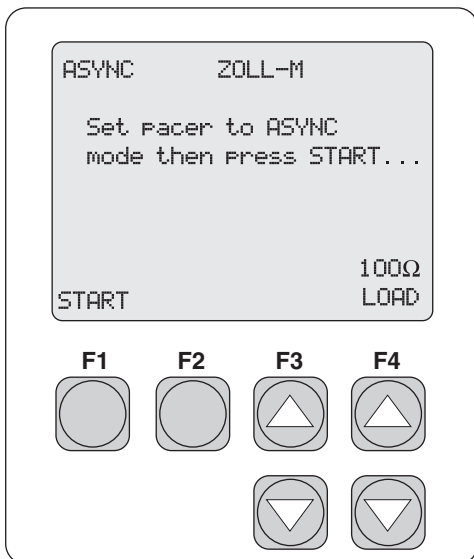 ASYNC ZOLL-M
Set pacer to ASYNC
mode then press START...
100Ω
START LOAD
F1 F2 F3 F4